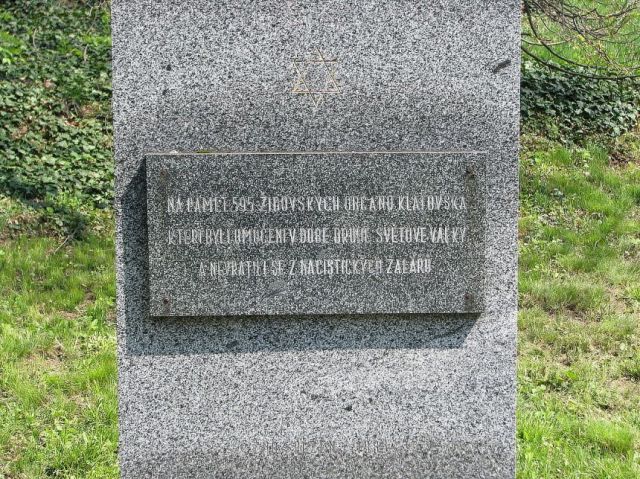 NA PAMĚŤ 595 ŽIDOVSKÝCH OBČANŮ KLATOVSKA
KTEŘÍ BYLI UMUČENI V DOBĚ DRUHÉ SVĚTOVÉ VÁLKY
A NEVRÁTILI SE Z NACISTICKÝCH ŽALÁŘŮ